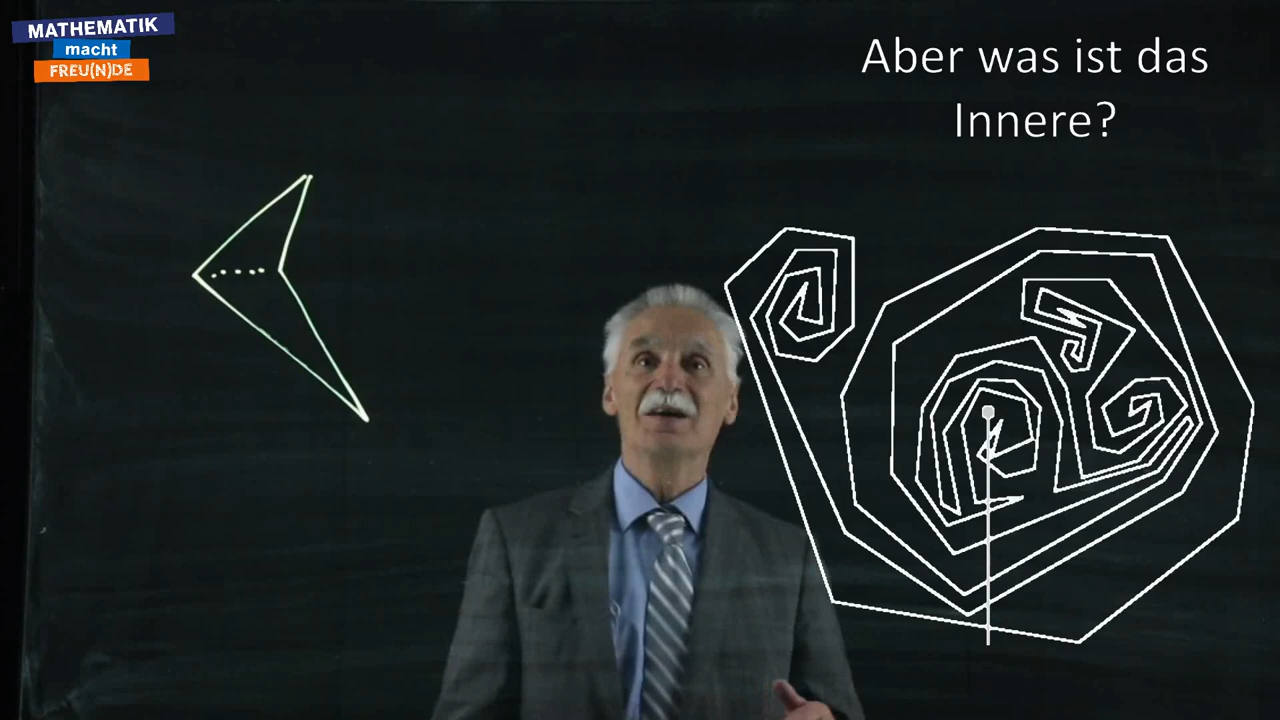 MATHEMATIK
macht
FREU(N)DE
Aber was ist das
Innere?